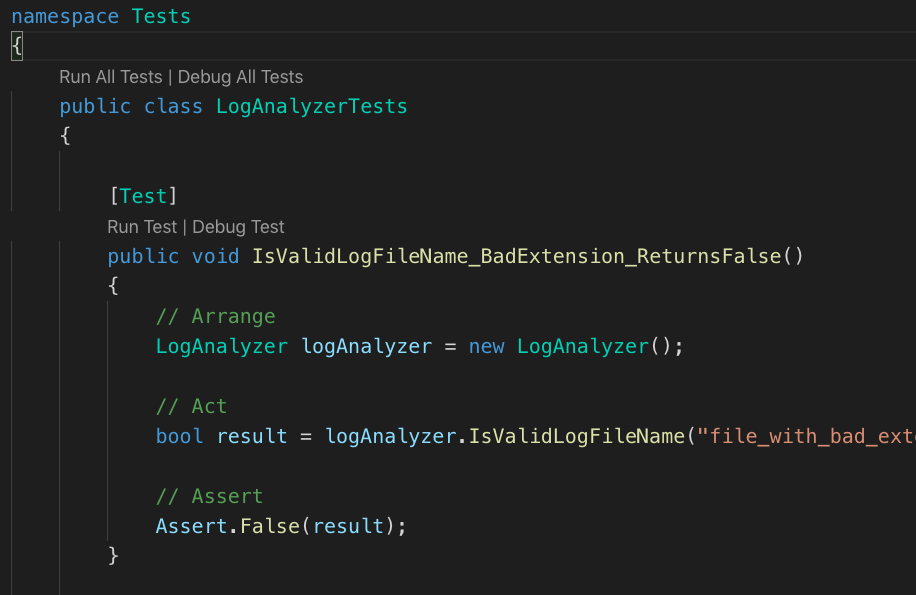 namespace Tests
{
Run All Tests | Debug All Tests
public class LogAnalyzerTests
{
[Test]
Run Test | Debug Test
public void IsValidLogFileName_BadExtension_ReturnsFalse()
{
// Arrange
LogAnalyzer logAnalyzer = new LogAnalyzer();
// Act
bool result = logAnalyzer.IsValidLogFileName("file_with_bad_ext
// Assert
Assert.False(result);
}